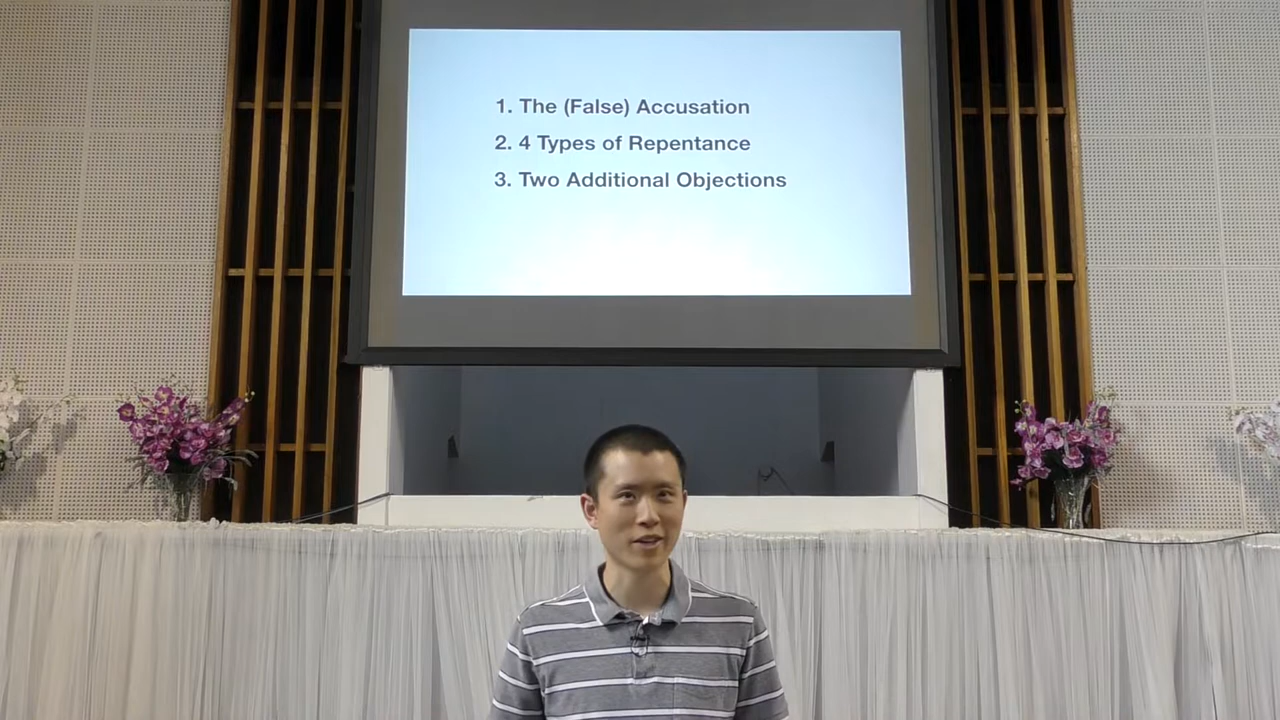 1. The (False) Accusation
2. 4 Types of Repentance
3. Two Additional Objections